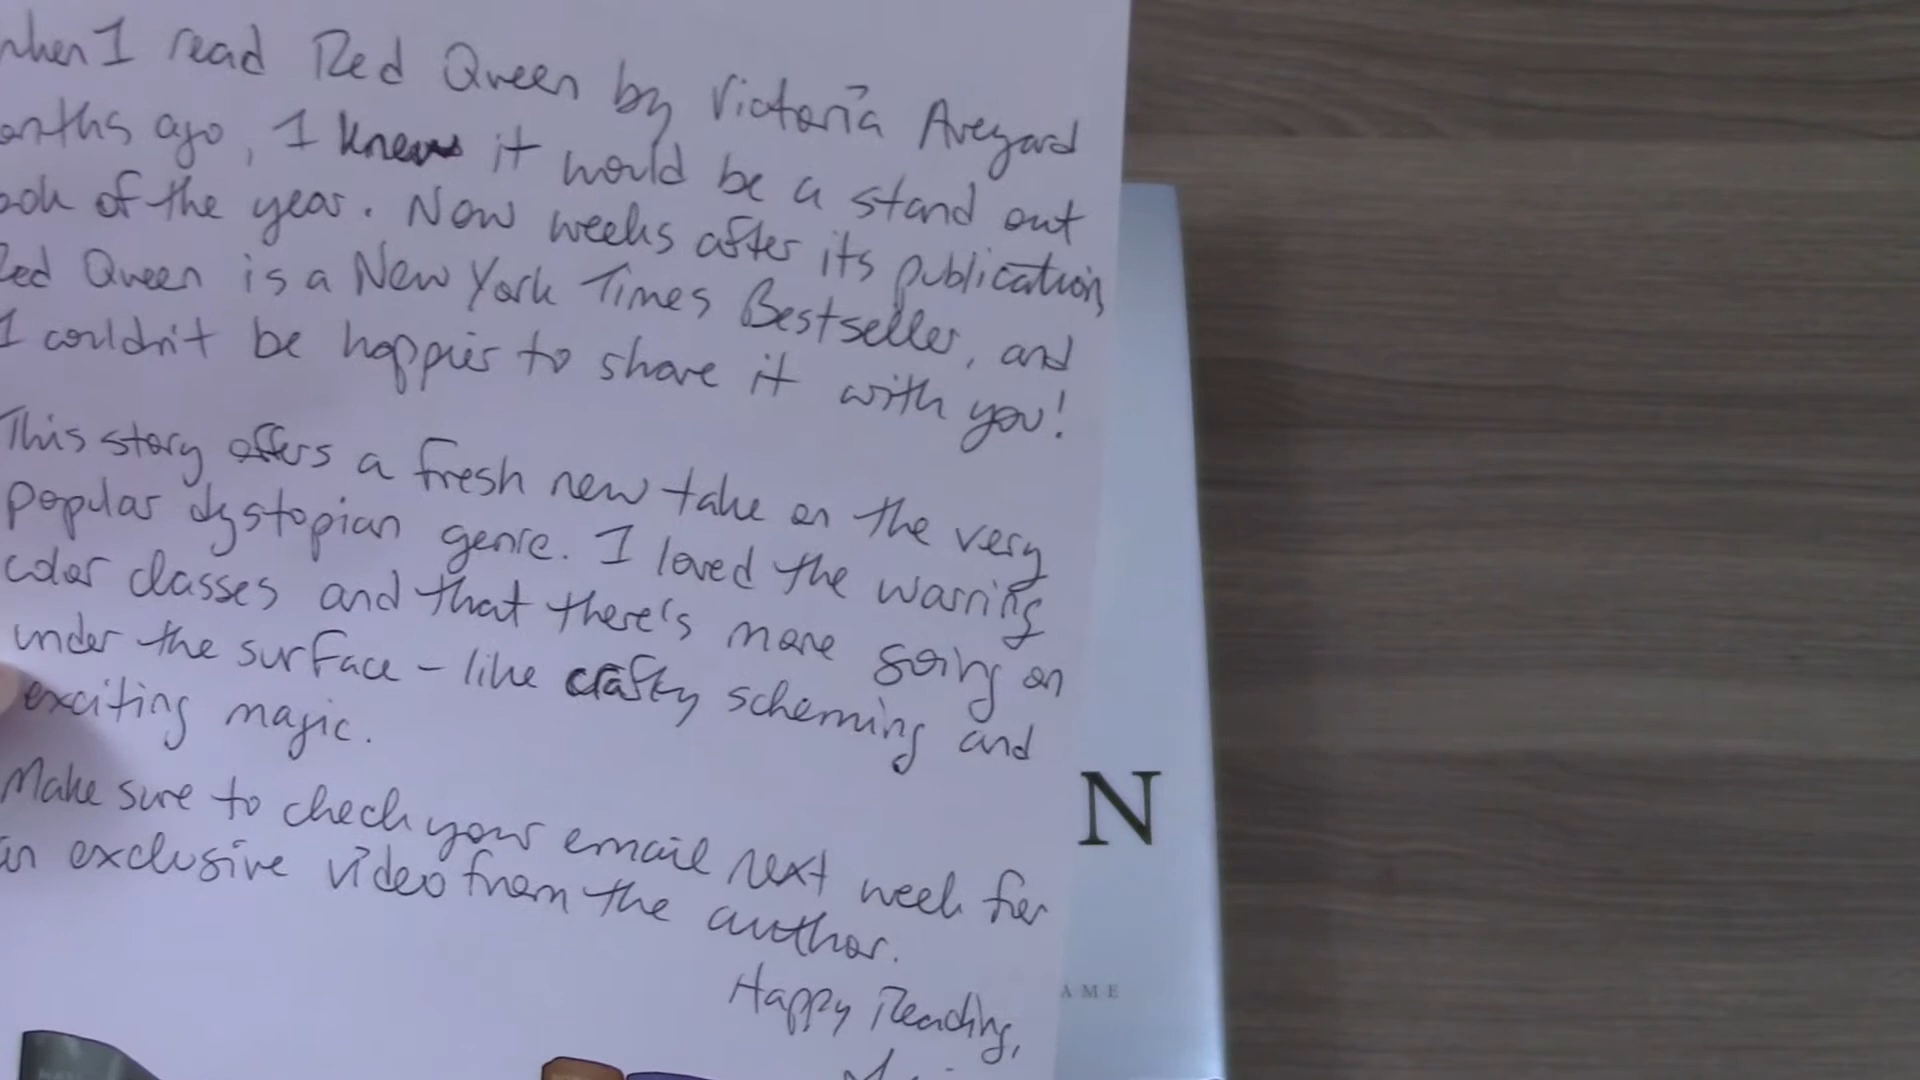 when I read Red Queen by Victoria Aveyard
onths ago, I knew it would be a stand out
ook of the year. Now weeks after its publication,
Red Queen is a New York Times Bestseller, and
I couldn't be happier to share it with you!
This story offers a fresh new take on the very
popular dystopian genre. I loved the warring
color classes and that there's more going on
under the surface - like crafty scheming and
exciting magic.
Make sure to check your email next week for
an exclusive video from the author.
Happy Reading,
N
AME